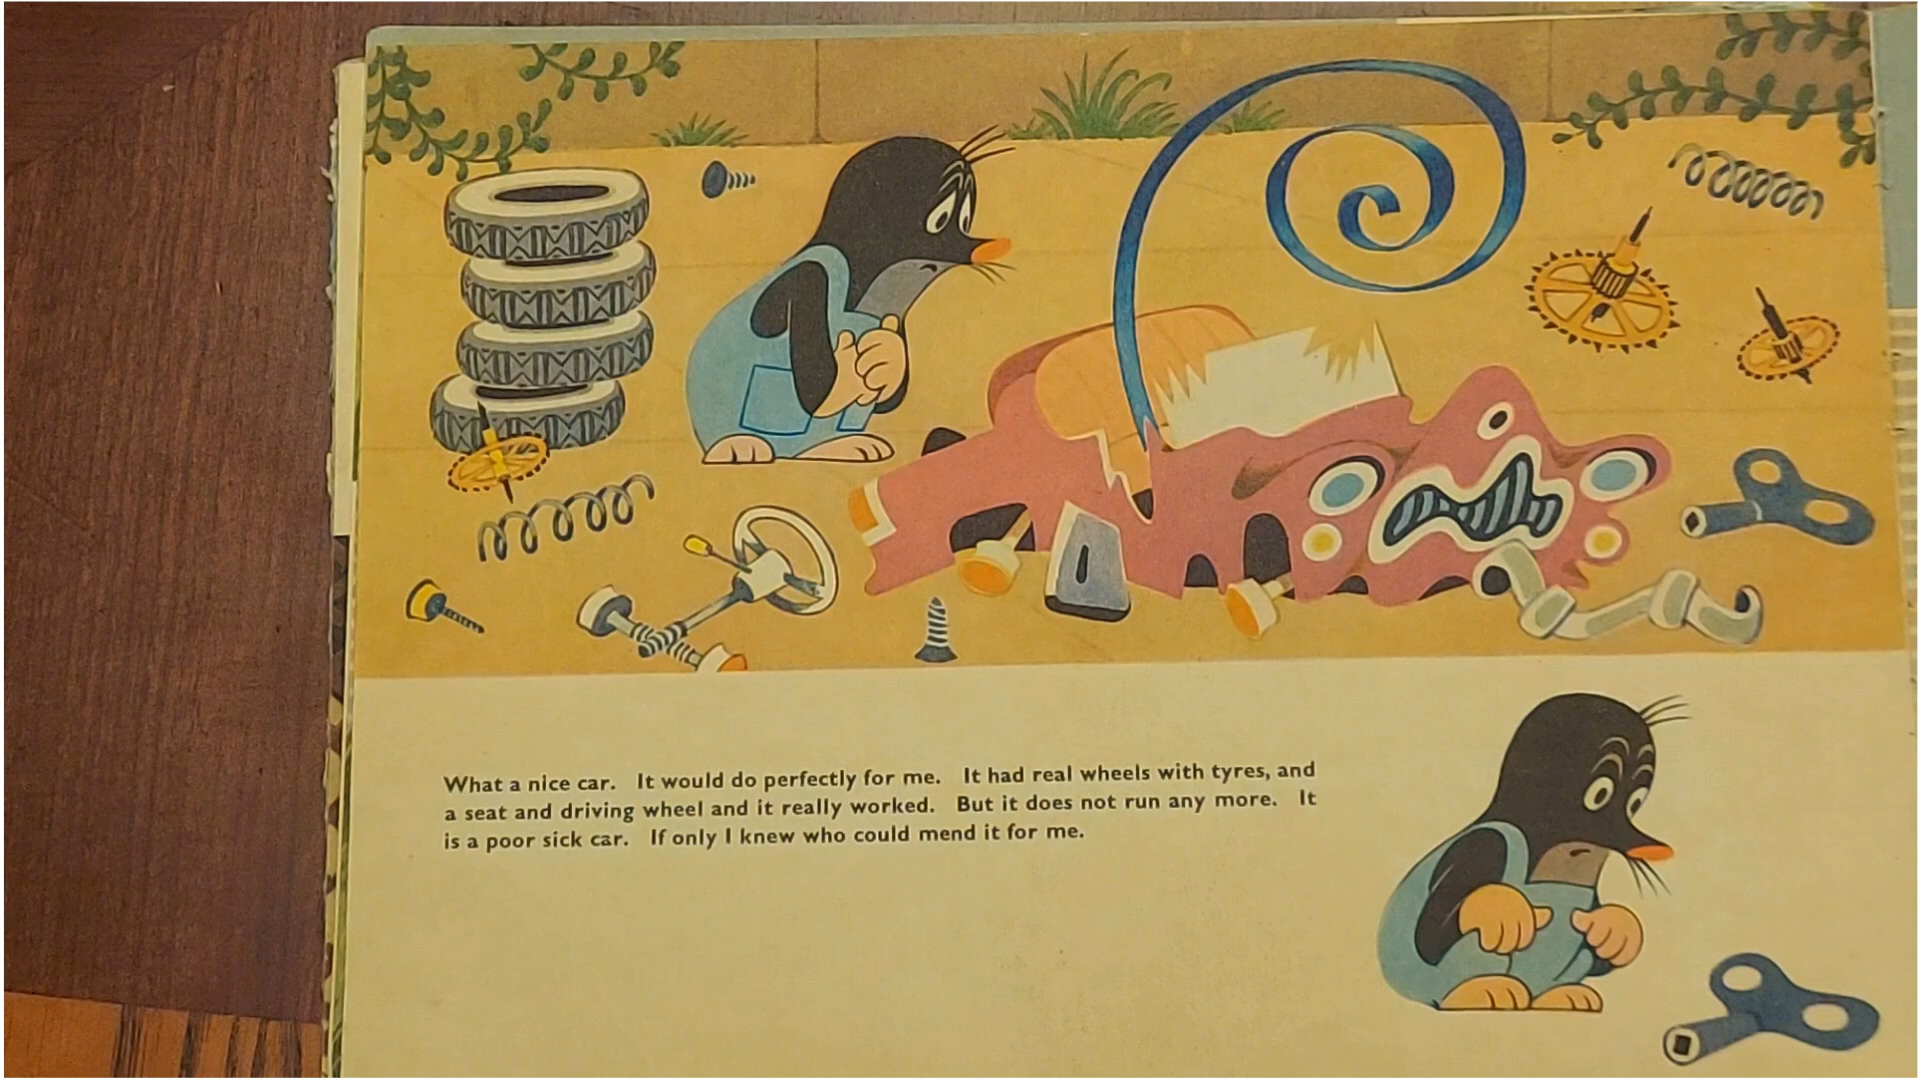 What a nice car. It would do perfectly for me. It had real wheels with tyres, and
a seat and driving wheel and it really worked. But it does not run any more. It
is a poor sick car. If only I knew who could mend it for me.